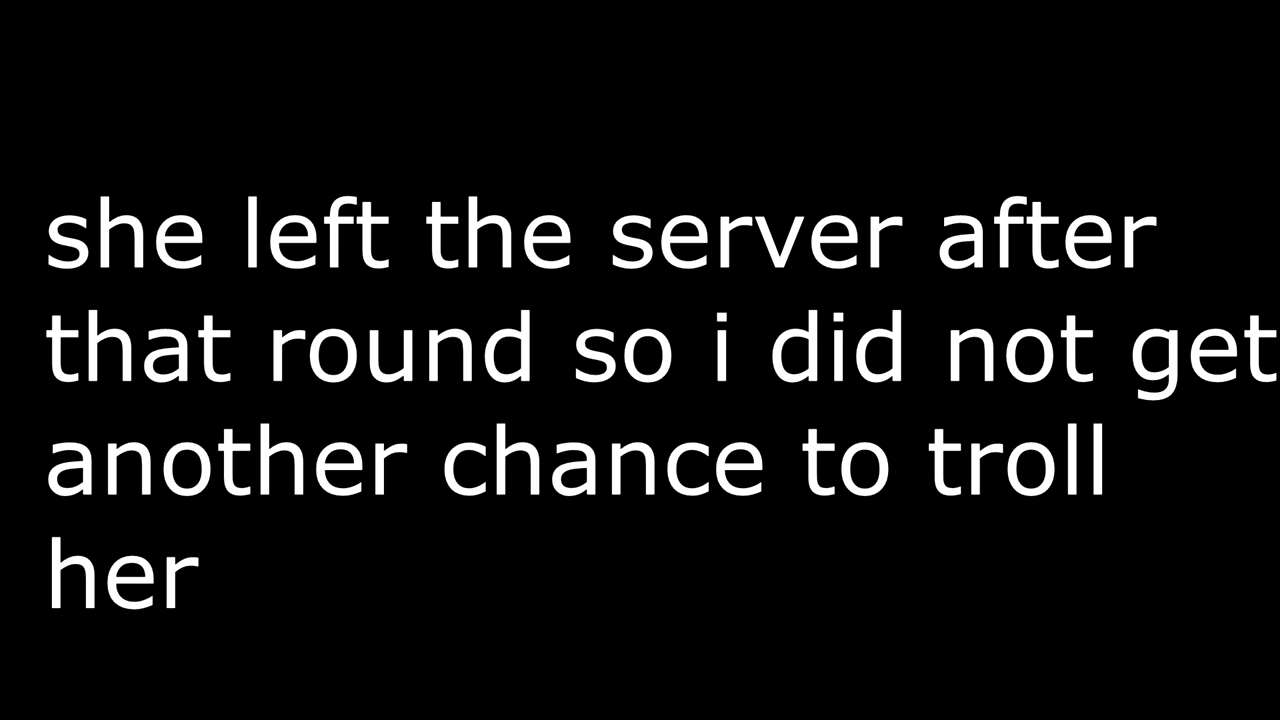 she left the server after
that round so i did not get
another chance to troll
her